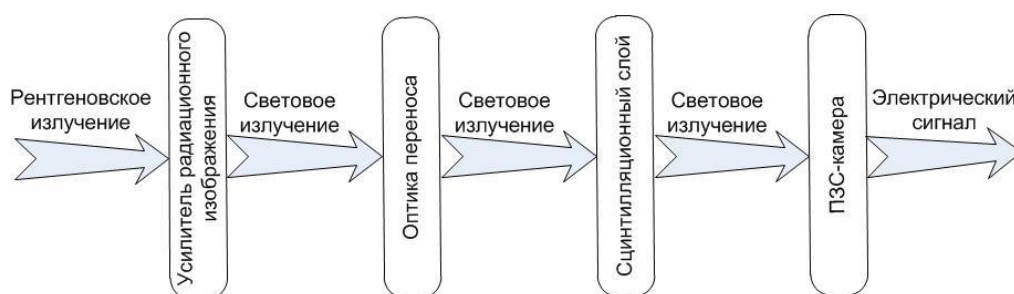 Рентгеновское
излучение
Усилитель радиационного
изображения
Световое
излучение
Оптика переноса
Световое
излучение
Сцинтилляционный слой
Световое
излучение
ПЗС-камера
Электрический
сигнал